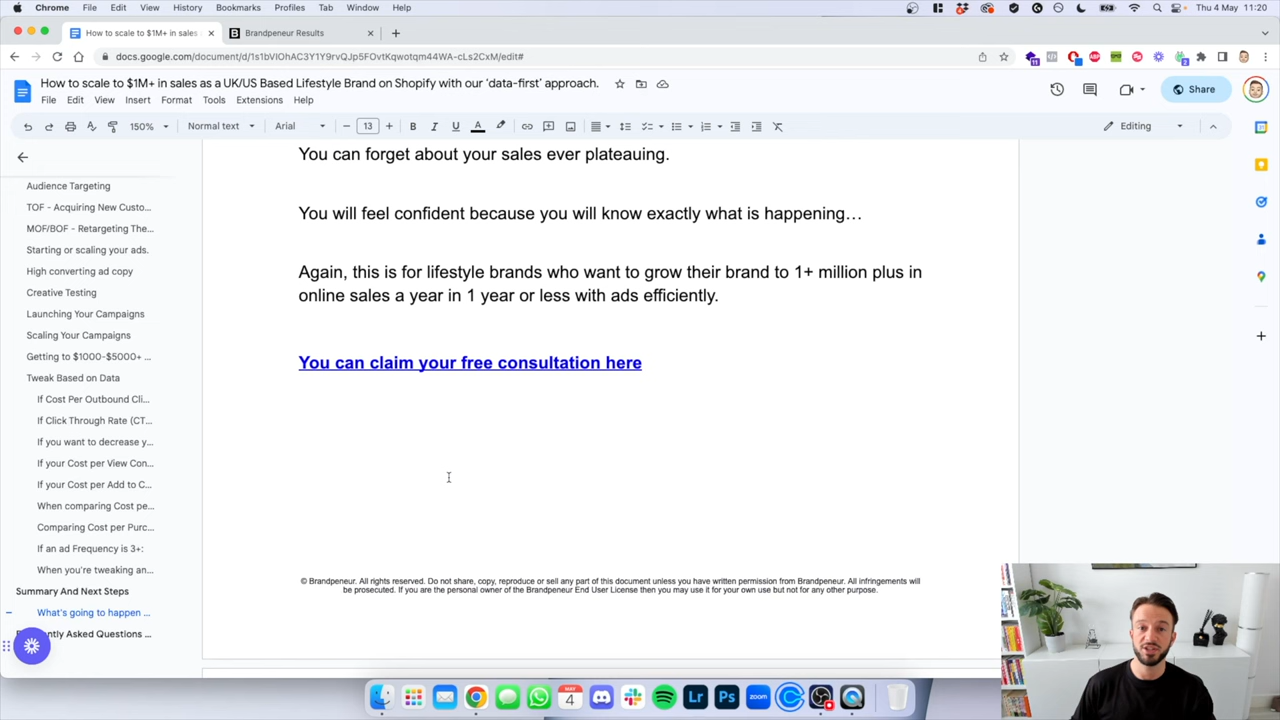 Chrome File Edit View History Bookmarks Profiles Tab Window Help Thu 4 May 11:20
How to scale to $1M+ in sales Brandpeneur Results
docs.google.com/document/d/1s1bVIOhAC3Y1Y9rvQJp5FOvtKqwotqm44WA-cLs2CxM/edit#
How to scale to $1M+ in sales as a UK/US Based Lifestyle Brand on Shopify with our 'data-first' approach.
File Edit View Insert Format Tools Extensions Help
Share
150% Normal text Arial 13 Editing
Audience Targeting
TOF - Acquiring New Custo...
MOF/BOF - Retargeting The...
Starting or scaling your ads.
High converting ad copy
Creative Testing
Launching Your Campaigns
Scaling Your Campaigns
Getting to $1000-$5000+ ...
Tweak Based on Data
If Cost Per Outbound Cli...
If Click Through Rate (CT...
If you want to decrease y...
If your Cost per View Con...
If your Cost per Add to C...
When comparing Cost pe...
Comparing Cost per Purc...
If an ad Frequency is 3+:
When you're tweaking an...
Summary And Next Steps
What's going to happen ...
ently Asked Questions ...
You can forget about your sales ever plateauing.
You will feel confident because you will know exactly what is happening…
Again, this is for lifestyle brands who want to grow their brand to 1+ million plus in
online sales a year in 1 year or less with ads efficiently.
You can claim your free consultation here
© Brandpeneur. All rights reserved. Do not share, copy, reproduce or sell any part of this document unless you have written permission from Brandpeneur. All infringements will
be prosecuted. If you are the personal owner of the Brandpeneur End User License then you may use it for your own use but not for any other purpose.
MAY
4
zoom
Lr
Ps